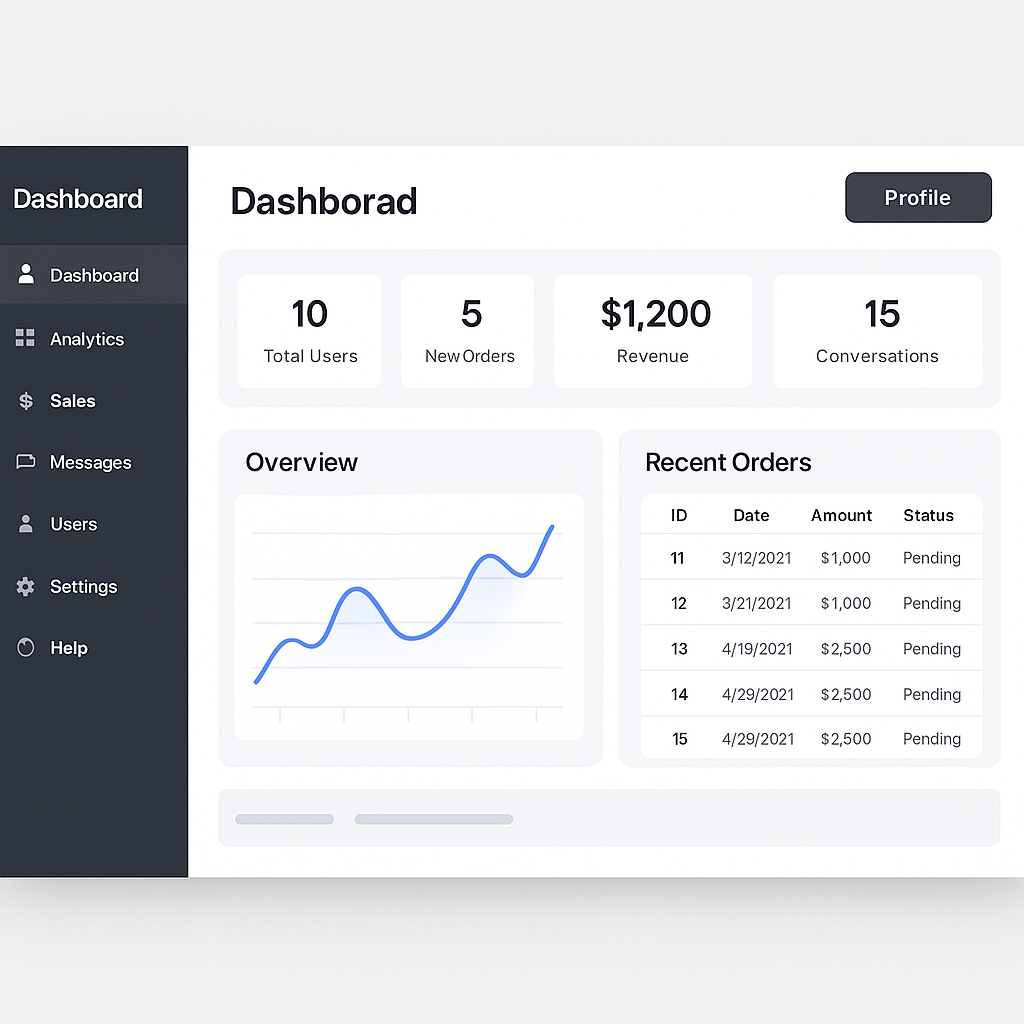 Dashboard
Dashboard
Analytics
Sales
Messages
Users
Settings
Help
Dashborad
Profile
10
Total Users
5
New Orders
$1,200
Revenue
15
Conversations
Overview
Recent Orders
ID Date Amount Status
11 3/12/2021 $1,000 Pending
12 3/21/2021 $1,000 Pending
13 4/19/2021 $2,500 Pending
14 4/29/2021 $2,500 Pending
15 4/29/2021 $2,500 Pending